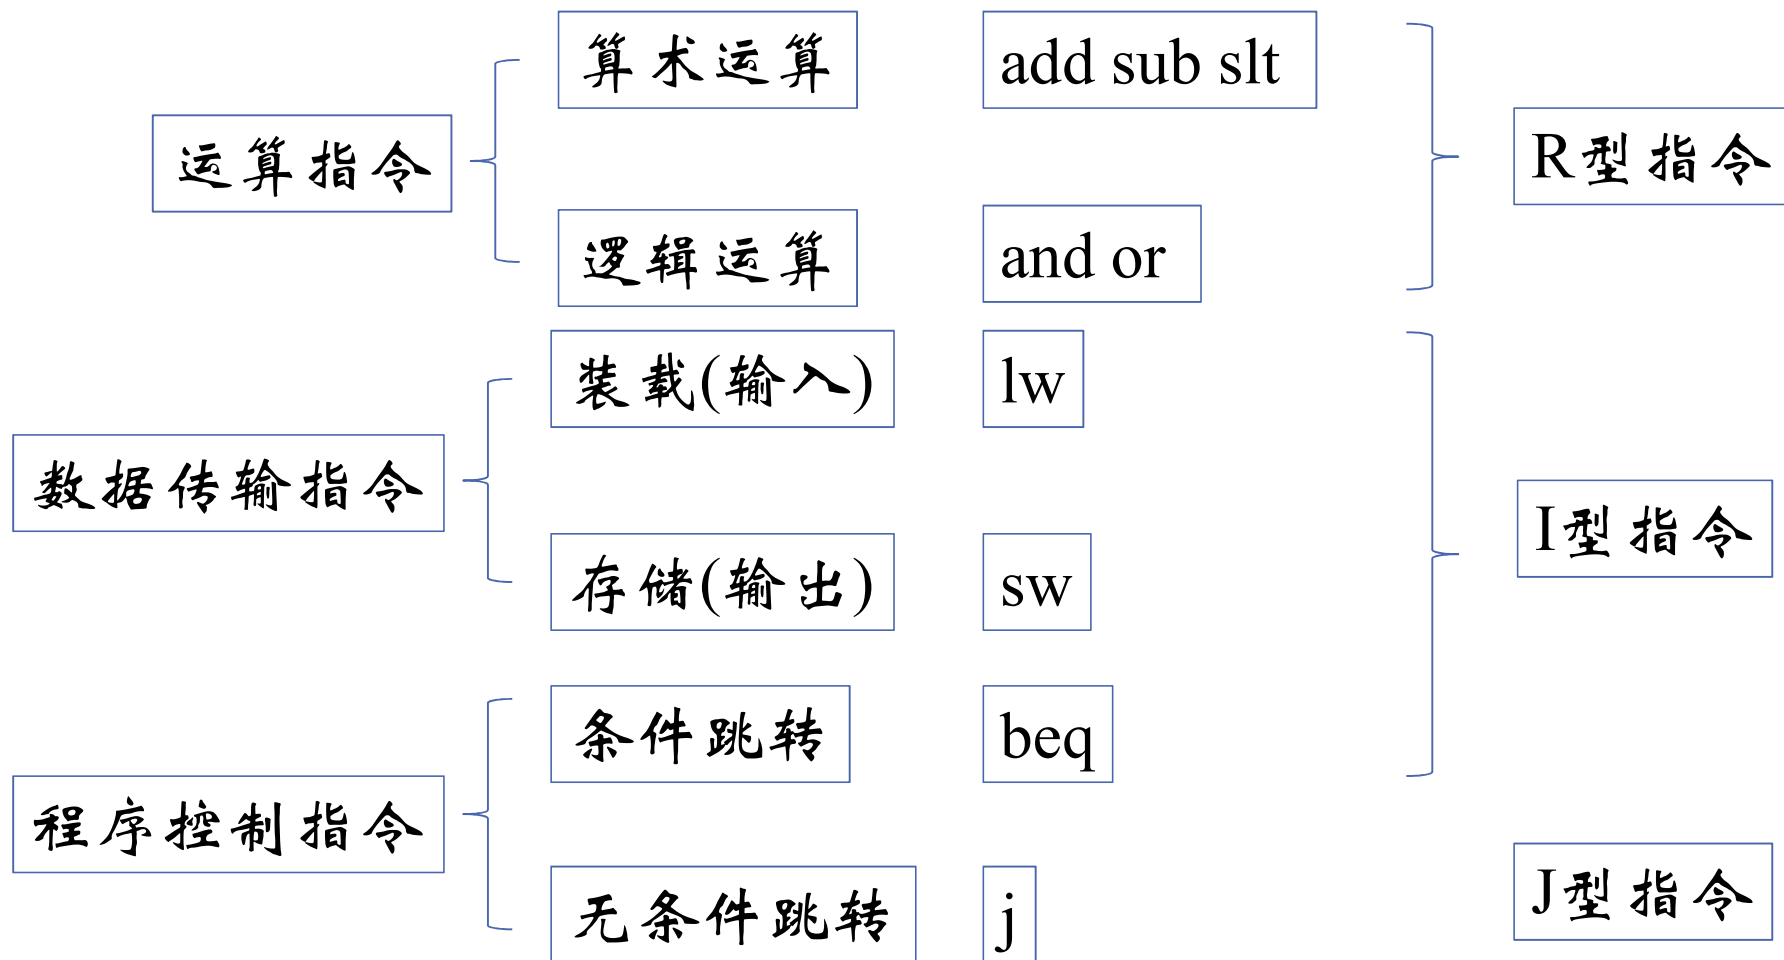 算术运算
add sub slt
运算指令
R型指令
逻辑运算
and or
装载(输入)
lw
数据传输指令
I型指令
存储(输出)
sw
条件跳转
beq
程序控制指令
J型指令
无条件跳转
j